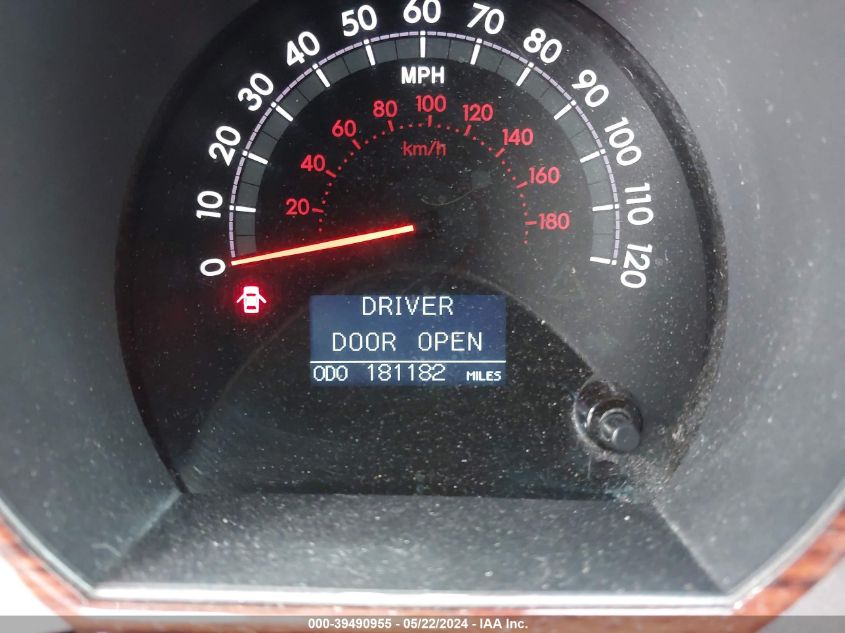 0 10 20 30 40 50 60 70 80 90 100 110 120
MPH
20 40 60 80 100 120 140 160 180
km/h
DRIVER
DOOR OPEN
ODO 181182 MILES
000-39490955 - 05/22/2024 - IAA Inc.